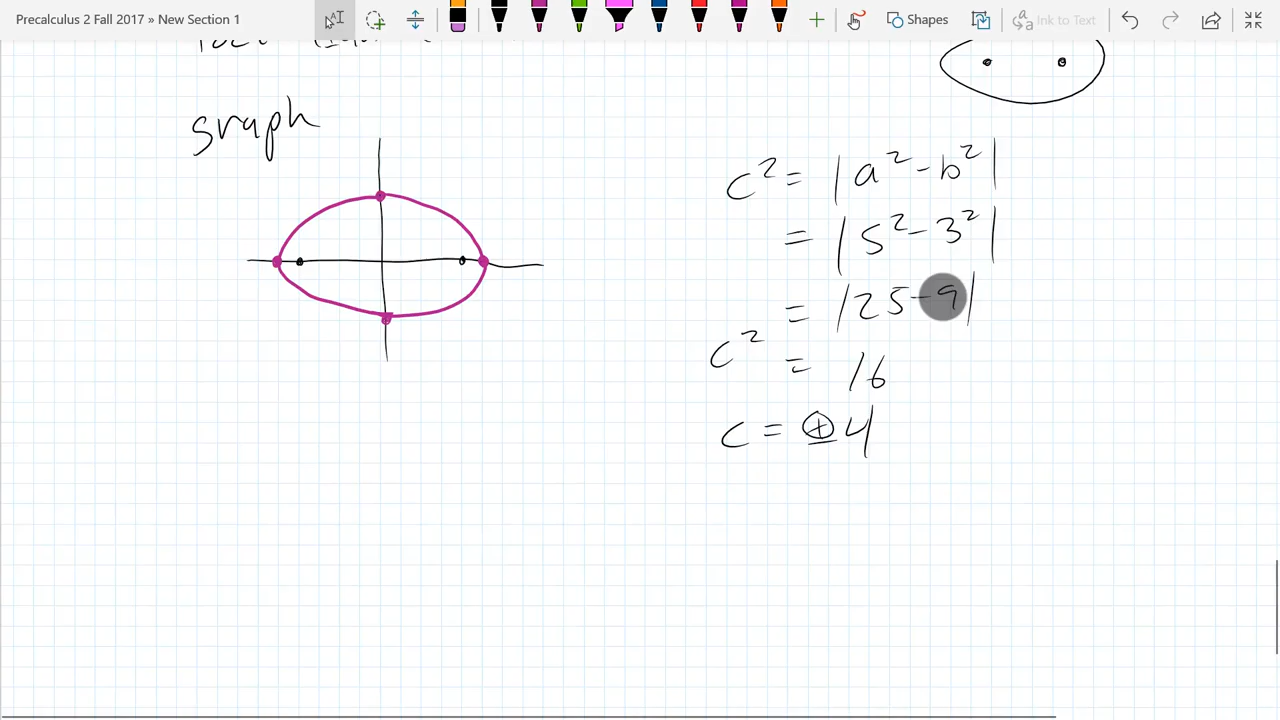 Precalculus 2 Fall 2017 » New Section 1
Shapes
Ink to Text
graph
c² = |a² - b²|
= |5² - 3²|
= |25 - 9|
c² = 16
c = ± 4